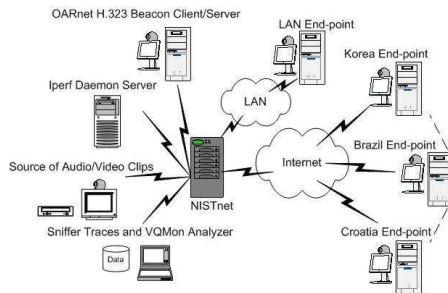 OARnet H.323 Beacon Client/Server
LAN End-point
Korea End-point
Iperf Daemon Server
LAN
Brazil End-point
Internet
Source of Audio/Video Clips
NISTnet
Sniffer Traces and VQMon Analyzer
Croatia End-point
Data